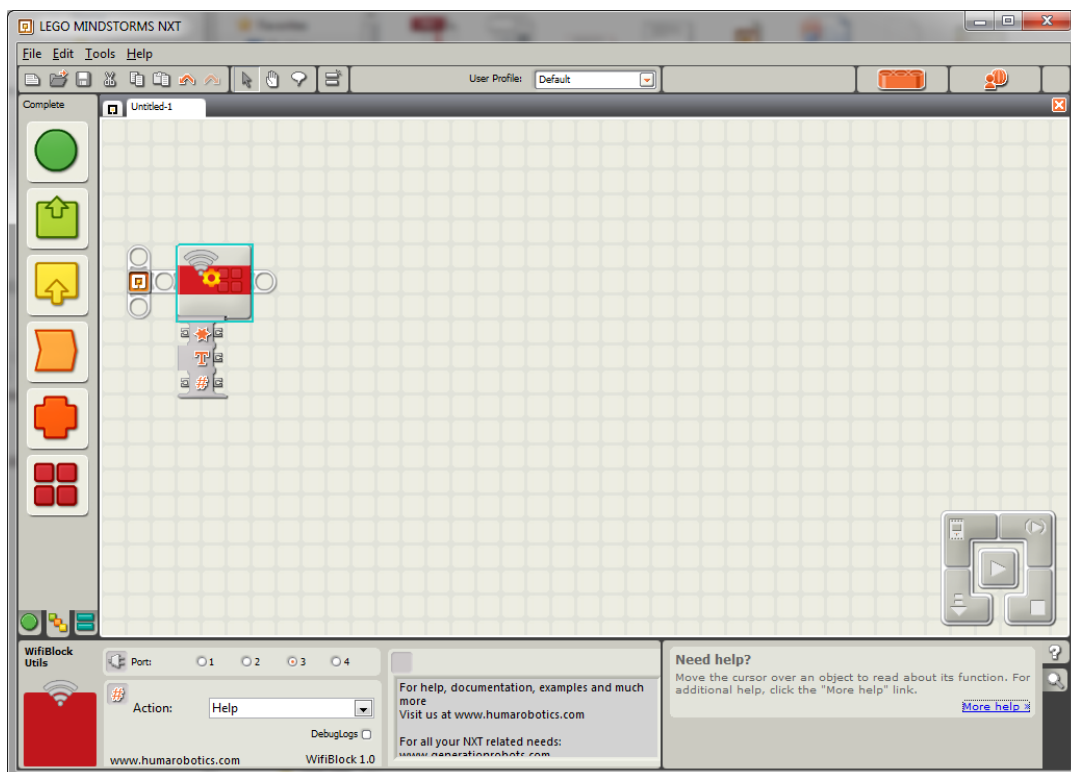 LEGO MINDSTORMS NXT
File Edit Tools Help
User Profile: Default
Complete
Untitled-1
T
#
WifiBlock
Utils
Port: 1 2 3 4
#
Action: Help
DebugLogs
www.humarobotics.com WifiBlock 1.0
For help, documentation, examples and much
more
Visit us at www.humarobotics.com
For all your NXT related needs:
www.generationrobots.com
Need help?
Move the cursor over an object to read about its function. For
additional help, click the "More help" link.
More help »
?